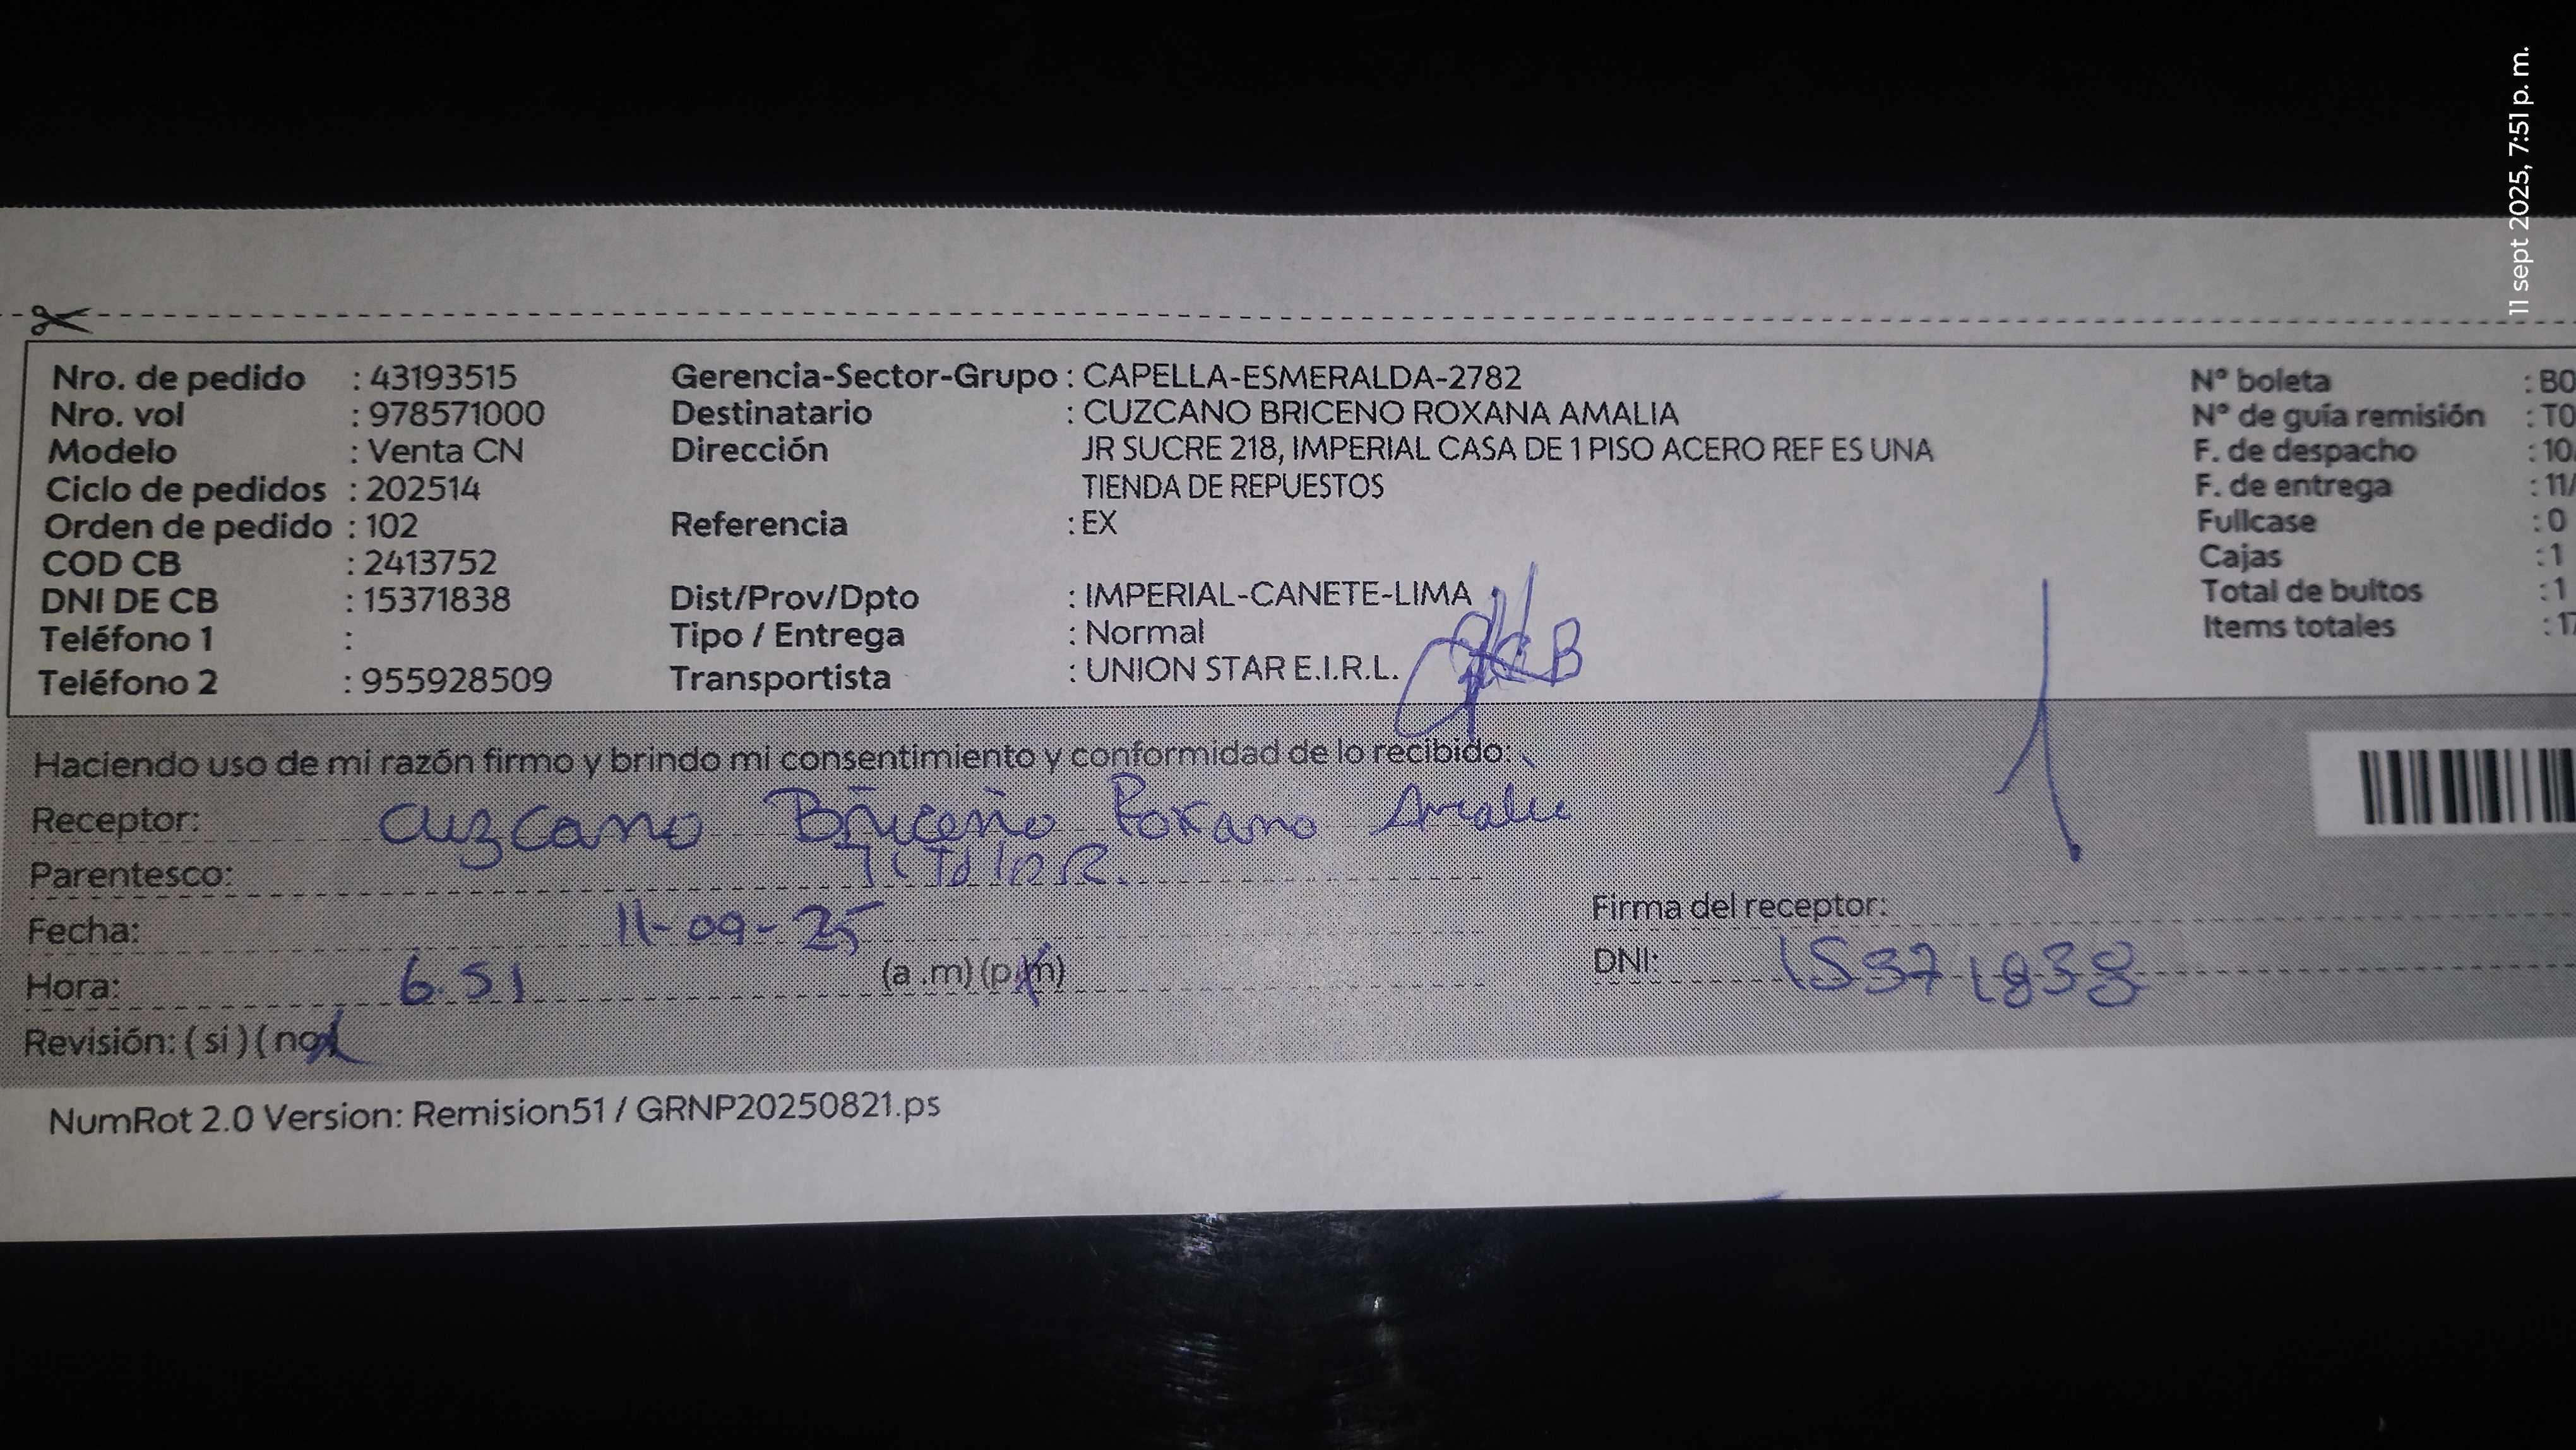 11 sept 2025, 7:51 p. m.
Nro. de pedido : 43193515
Nro. vol : 978571000
Modelo : Venta CN
Ciclo de pedidos : 202514
Orden de pedido : 102
COD CB : 2413752
DNI DE CB : 15371838
Teléfono 1 :
Teléfono 2 : 955928509
Gerencia-Sector-Grupo : CAPELLA-ESMERALDA-2782
Destinatario : CUZCANO BRICENO ROXANA AMALIA
Dirección JR SUCRE 218, IMPERIAL CASA DE 1 PISO ACERO REF ES UNA
TIENDA DE REPUESTOS
Referencia : EX
Dist/Prov/Dpto : IMPERIAL-CANETE-LIMA
Tipo / Entrega : Normal
Transportista : UNION STAR E.I.R.L.
N° boleta : B0
N° de guía remisión : T0
F. de despacho : 10
F. de entrega : 11/
Fullcase : 0
Cajas : 1
Total de bultos : 1
Items totales : 17
Haciendo uso de mi razón firmo y brindo mi consentimiento y conformidad de lo recibido:
Receptor: Cuzcano Briceño Roxana Amalia
Parentesco: Titular.
Fecha: 11-09-25
Hora: 6.51 (a .m) (p.m)
Revisión: ( si ) ( no )
Firma del receptor:
DNI: 15371838
NumRot 2.0 Version: Remision51 / GRNP20250821.ps